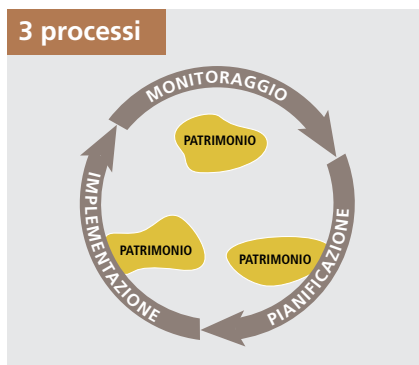 3 processi
MONITORAGGIO
PATRIMONIO
IMPLEMENTAZIONE
PATRIMONIO
PATRIMONIO
PIANIFICAZIONE